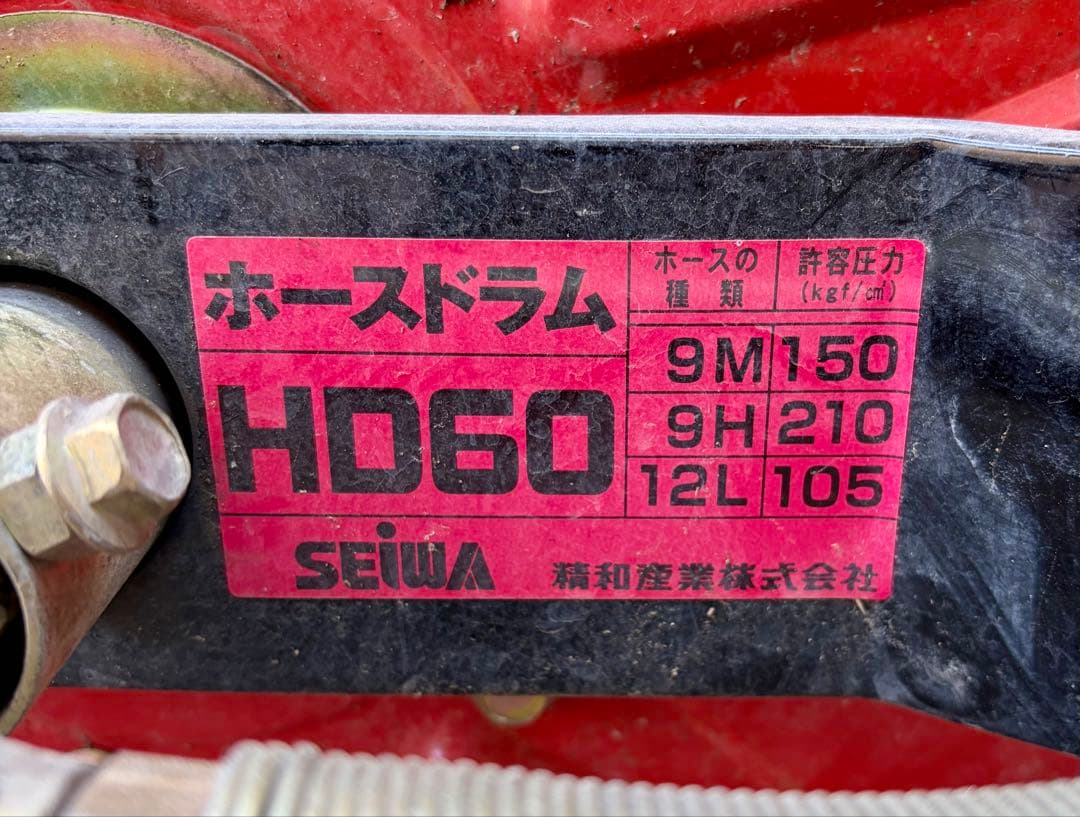 ホースドラム
HD60
ホースの種類 許容圧力(kgf/c㎡)
9M 150
9H 210
12L 105
SEiWA 精和産業株式会社